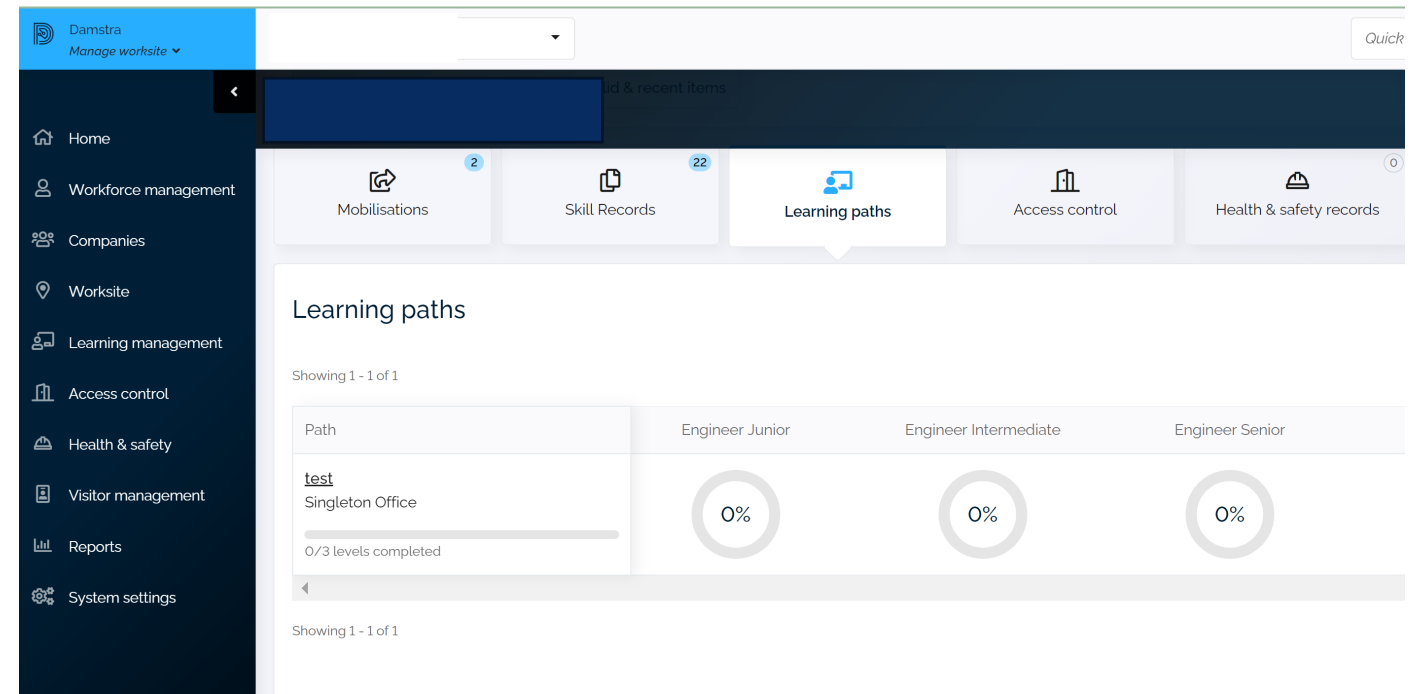 Damstra
Manage worksite
Quick
lid & recent items
Home
Workforce management
Companies
Worksite
Learning management
Access control
Health & safety
Visitor management
Reports
System settings
2
Mobilisations
22
Skill Records
Learning paths
Access control
0
Health & safety records
Learning paths
Showing 1 - 1 of 1
Path Engineer Junior Engineer Intermediate Engineer Senior
test
Singleton Office
0% 0% 0%
0/3 levels completed
Showing 1 - 1 of 1